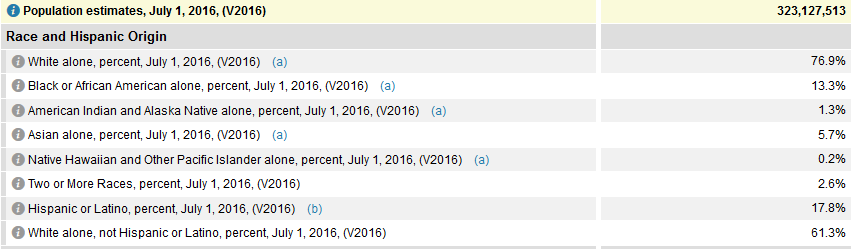 Population estimates, July 1, 2016, (V2016) 323,127,513
Race and Hispanic Origin
White alone, percent, July 1, 2016, (V2016) (a) 76.9%
Black or African American alone, percent, July 1, 2016, (V2016) (a) 13.3%
American Indian and Alaska Native alone, percent, July 1, 2016, (V2016) (a) 1.3%
Asian alone, percent, July 1, 2016, (V2016) (a) 5.7%
Native Hawaiian and Other Pacific Islander alone, percent, July 1, 2016, (V2016) (a) 0.2%
Two or More Races, percent, July 1, 2016, (V2016) 2.6%
Hispanic or Latino, percent, July 1, 2016, (V2016) (b) 17.8%
White alone, not Hispanic or Latino, percent, July 1, 2016, (V2016) 61.3%